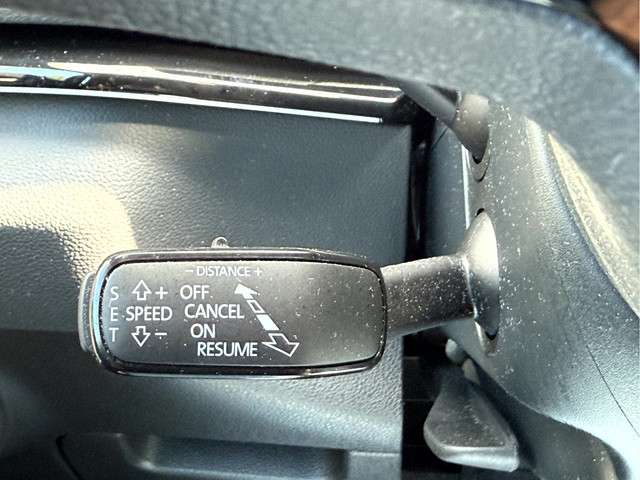 - DISTANCE +
S ⇧+ OFF
E -SPEED CANCEL
T ⇩- ON
RESUME